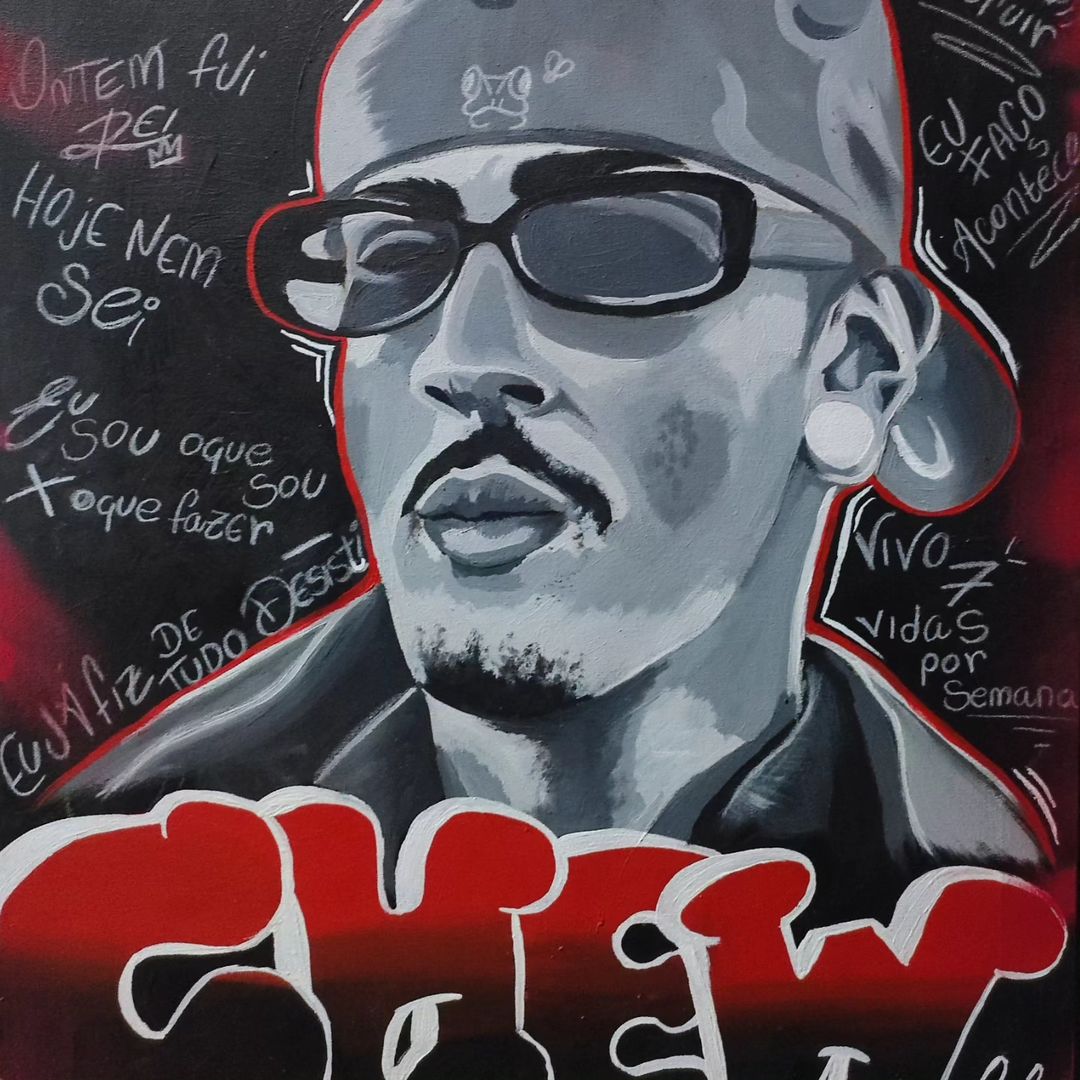 Ontem fui
Rei
Hoje nem
Sei
Eu
sou oque
sou
X oque fazer
Eu já fiz de
tudo - Desisti
Eu
faço
Acontece
Vivo
7
vidas
por
Semana